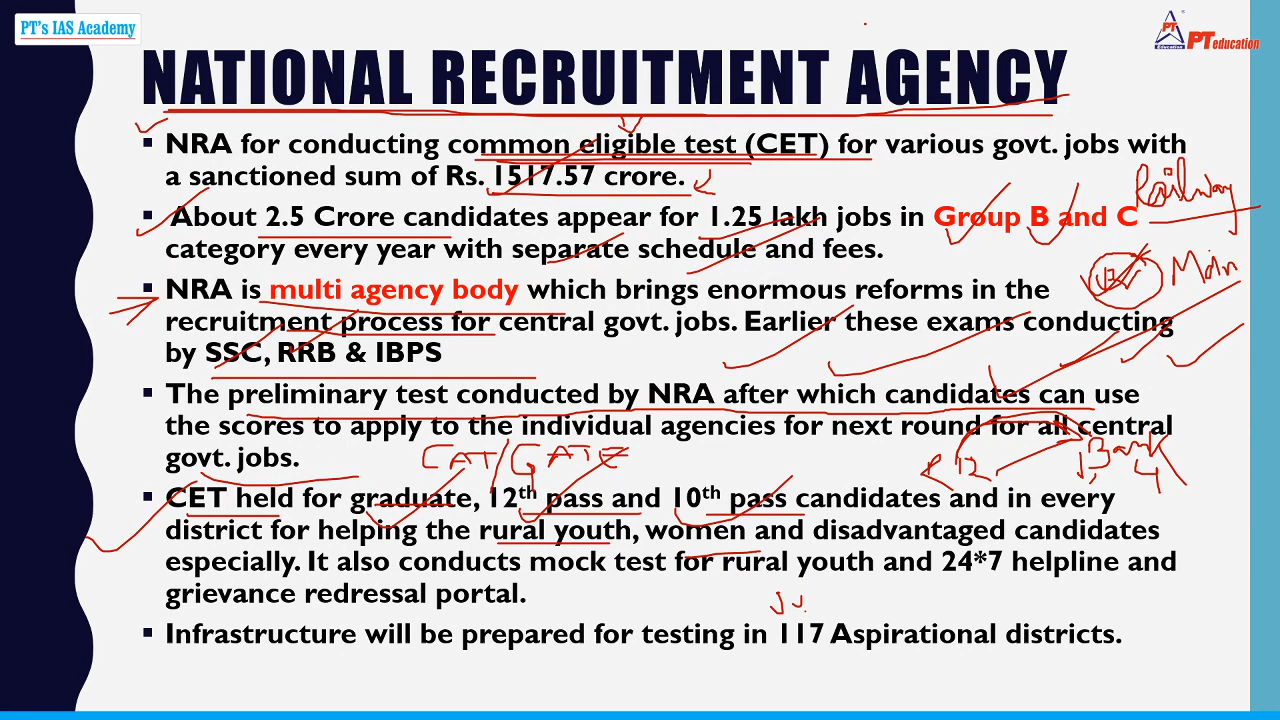 PT's IAS Academy
PT
Education
PT education
NATIONAL RECRUITMENT AGENCY
▪ NRA for conducting common eligible test (CET) for various govt. jobs with
a sanctioned sum of Rs. 1517.57 crore.
Railway
▪ About 2.5 Crore candidates appear for 1.25 lakh jobs in Group B and C
category every year with separate schedule and fees.
Main
▪ NRA is multi agency body which brings enormous reforms in the
recruitment process for central govt. jobs. Earlier these exams conducting
by SSC, RRB & IBPS
▪ The preliminary test conducted by NRA after which candidates can use
the scores to apply to the individual agencies for next round for all central
govt. jobs.
CAT/GATE
Bank
▪ CET held for graduate, 12th pass and 10th pass candidates and in every
district for helping the rural youth, women and disadvantaged candidates
especially. It also conducts mock test for rural youth and 24*7 helpline and
grievance redressal portal.
▪ Infrastructure will be prepared for testing in 117 Aspirational districts.